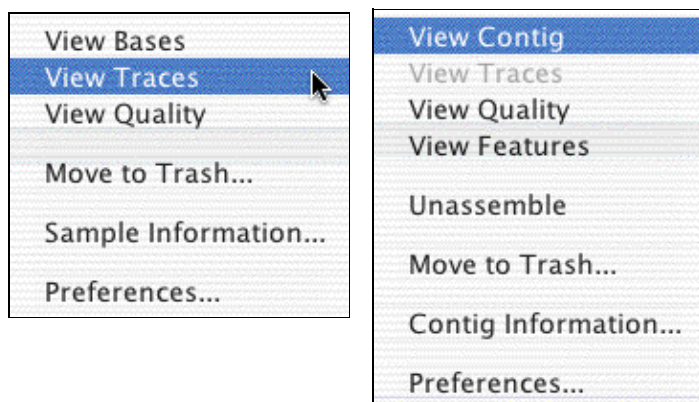 View Bases
View Traces
View Quality
Move to Trash...
Sample Information...
Preferences...
View Contig
View Traces
View Quality
View Features
Unassemble
Move to Trash...
Contig Information...
Preferences...